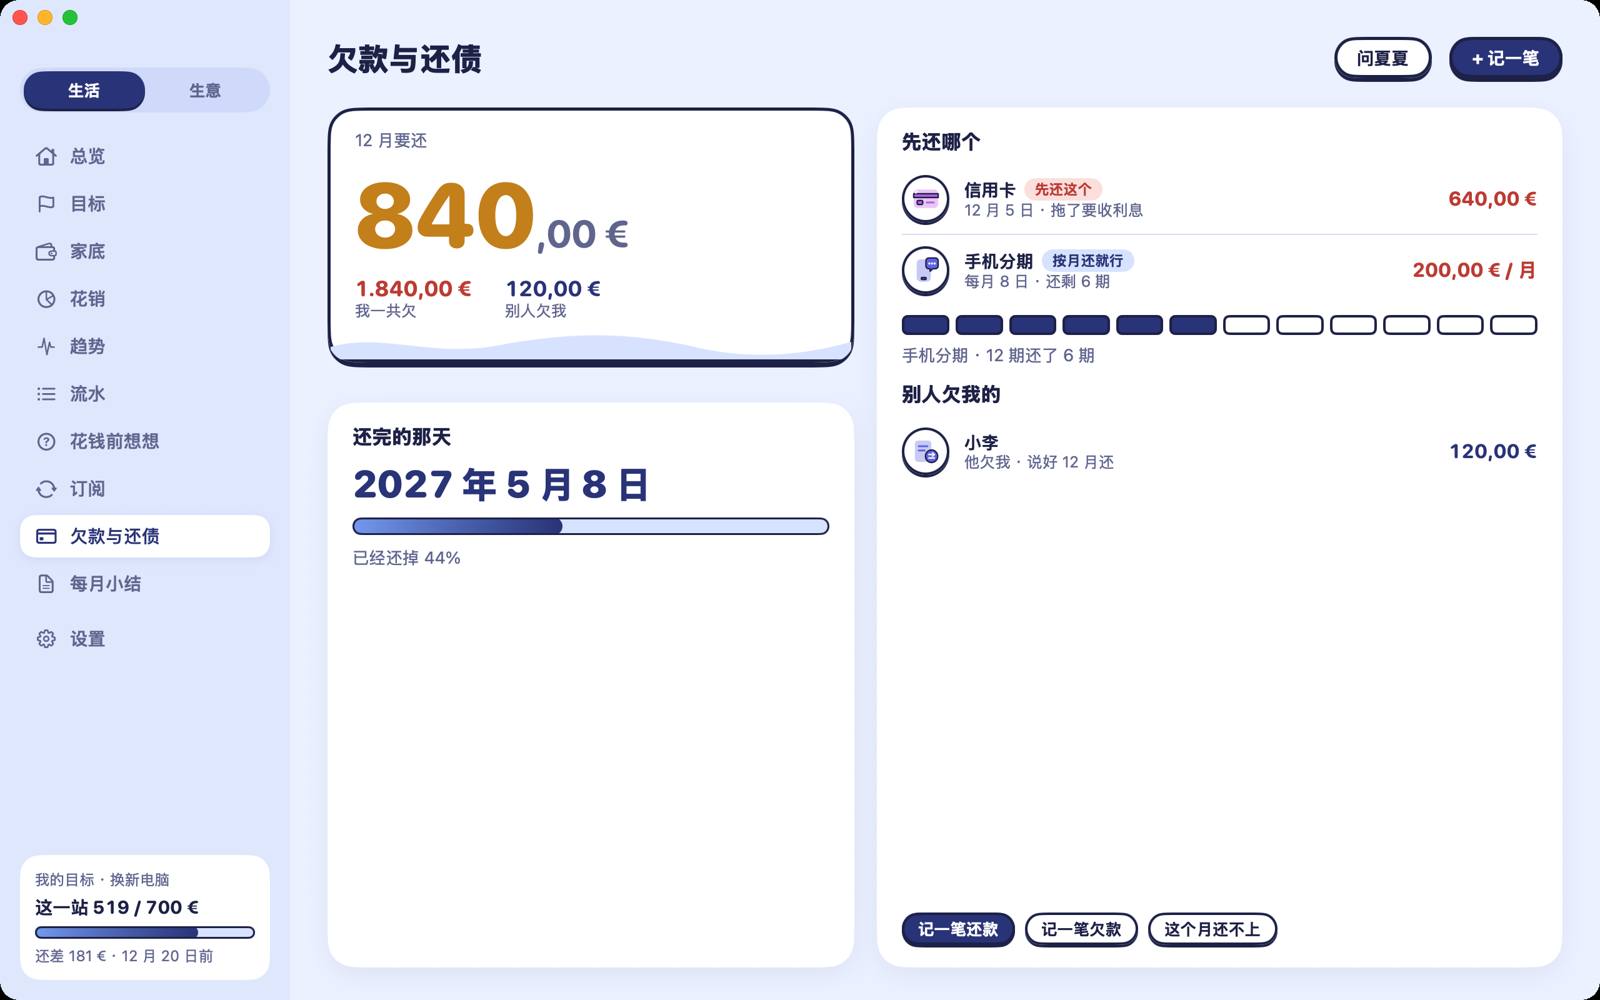 生活
生意
总览
目标
家底
花销
趋势
流水
花钱前想想
订阅
欠款与还债
每月小结
设置
我的目标 · 换新电脑
这一站 519 / 700 €
还差 181 € · 12 月 20 日前
欠款与还债
问夏夏
+ 记一笔
12 月要还
840,00 €
1.840,00 €
我一共欠
120,00 €
别人欠我
还完的那天
2027 年 5 月 8 日
已经还掉 44%
先还哪个
信用卡 先还这个
12 月 5 日 · 拖了要收利息
640,00 €
手机分期 按月还就行
每月 8 日 · 还剩 6 期
200,00 € / 月
手机分期 · 12 期还了 6 期
别人欠我的
小李
他欠我 · 说好 12 月还
120,00 €
记一笔还款
记一笔欠款
这个月还不上